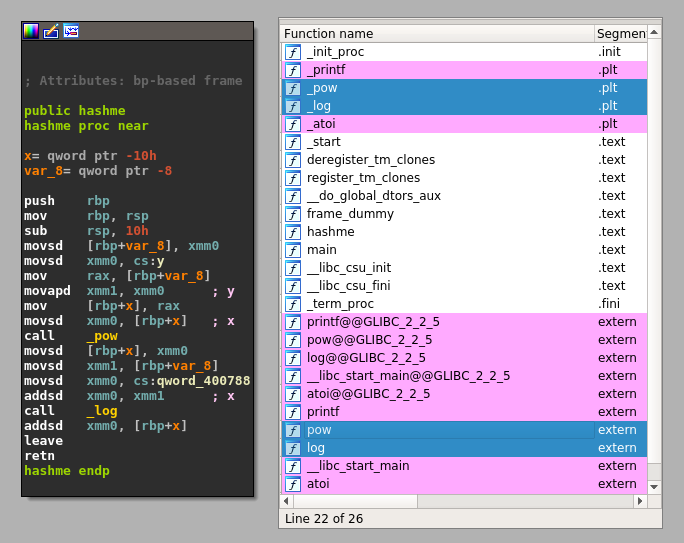 ; Attributes: bp-based frame
public hashme
hashme proc near
x= qword ptr -10h
var_8= qword ptr -8
push rbp
mov rbp, rsp
sub rsp, 10h
movsd [rbp+var_8], xmm0
movsd xmm0, cs:y
mov rax, [rbp+var_8]
movapd xmm1, xmm0 ; y
mov [rbp+x], rax
movsd xmm0, [rbp+x] ; x
call _pow
movsd [rbp+x], xmm0
movsd xmm1, [rbp+var_8]
movsd xmm0, cs:qword_400788
addsd xmm0, xmm1 ; x
call _log
addsd xmm0, [rbp+x]
leave
retn
hashme endp
Function name Segmen
f _init_proc .init
f _printf .plt
f _pow .plt
f _log .plt
f _atoi .plt
f _start .text
f deregister_tm_clones .text
f register_tm_clones .text
f __do_global_dtors_aux .text
f frame_dummy .text
f hashme .text
f main .text
f __libc_csu_init .text
f __libc_csu_fini .text
f _term_proc .fini
f printf@@GLIBC_2_2_5 extern
f pow@@GLIBC_2_2_5 extern
f log@@GLIBC_2_2_5 extern
f __libc_start_main@@GLIBC_2_2_5 extern
f atoi@@GLIBC_2_2_5 extern
f printf extern
f pow extern
f log extern
f __libc_start_main extern
f atoi extern
Line 22 of 26